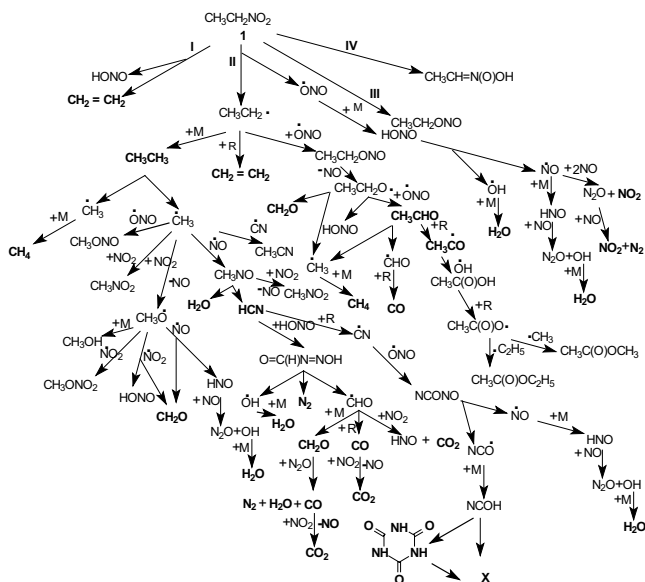 CH3CH2NO2
1
I
IV
HONO
II
ȮNO
III
CH3CH=N(O)OH
CH2 = CH2
+ M
CH3CH2 •
CH3CH2ONO
HONO
+M
+ȮNO
+ R
CH3CH3
CH3CH2ONO
ṄO
+2NO
CH2 = CH2
-NO
ȮH
+M
N2O + NO2
CH3CH2O•
+ȮNO
+M
CH2O
HNO
+NO
ĊH3
ȮNO
ĊH3
ĊN
HONO
CH3CHO
H2O
+NO
NO2+N2
+M
+R
CH3ONO
ṄO
CH3CN
CH3ĊO
N2O+OH
ĊHO
ȮH
+M
CH4
+NO2
+NO2
CH3NO
+NO2
ĊH3
+M
+R
CH3C(O)OH
H2O
-NO
-NO
CH3NO2
CH3NO2
H2O
CH4
CO
+R
HCN
CH3Ȯ
+M
ṄO
+HONO
+R
ĊN
CH3C(O)O•
•CH3
CH3OH
ṄO2
•C2H5
CH3C(O)OCH3
ṄO2
O=C(H)N=NOH
ȮNO
CH3ONO2
HNO
CH3C(O)OC2H5
HONO
+NO
ȮH
ĊHO
NCONO
CH2O
+M
N2
+M
+NO2
ṄO
+M
N2O+OH
H2O
+R
+M
CH2O
CO
HNO + CO2
NCȮ
HNO
+NO
H2O
+N2O
+NO2
-NO
+M
N2O+OH
N2 + H2O + CO
CO2
NCOH
+M
+NO2
-NO
O
NH
O
H2O
CO2
NH
NH
O
X